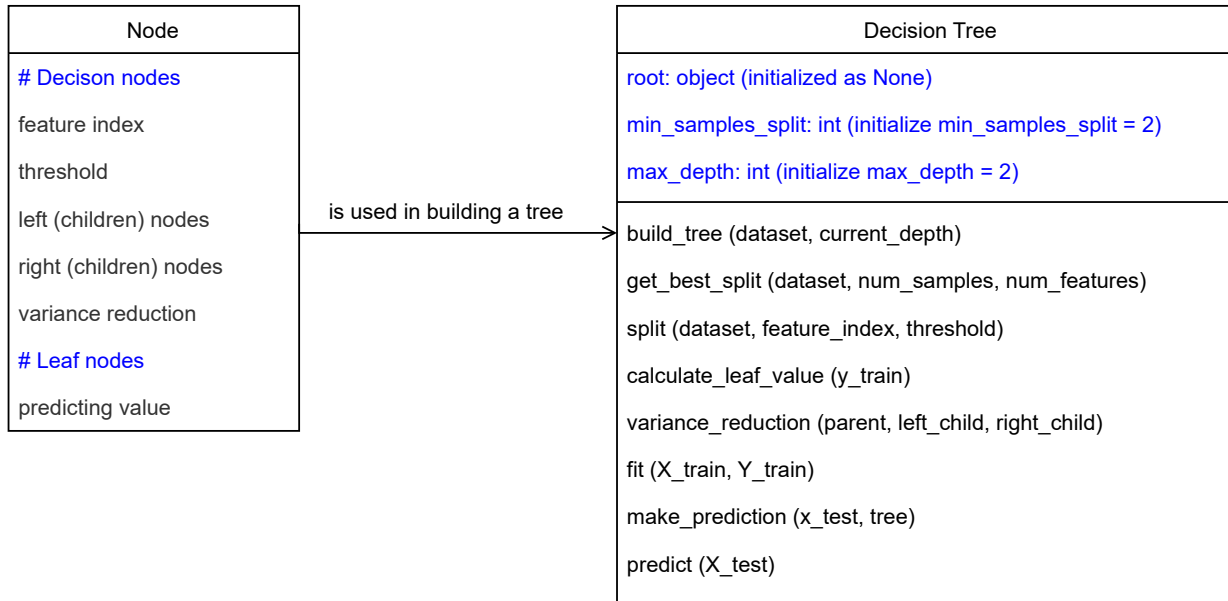 Node
# Decison nodes
feature index
threshold
left (children) nodes
right (children) nodes
variance reduction
# Leaf nodes
predicting value
is used in building a tree
Decision Tree
root: object (initialized as None)
min_samples_split: int (initialize min_samples_split = 2)
max_depth: int (initialize max_depth = 2)
build_tree (dataset, current_depth)
get_best_split (dataset, num_samples, num_features)
split (dataset, feature_index, threshold)
calculate_leaf_value (y_train)
variance_reduction (parent, left_child, right_child)
fit (X_train, Y_train)
make_prediction (x_test, tree)
predict (X_test)